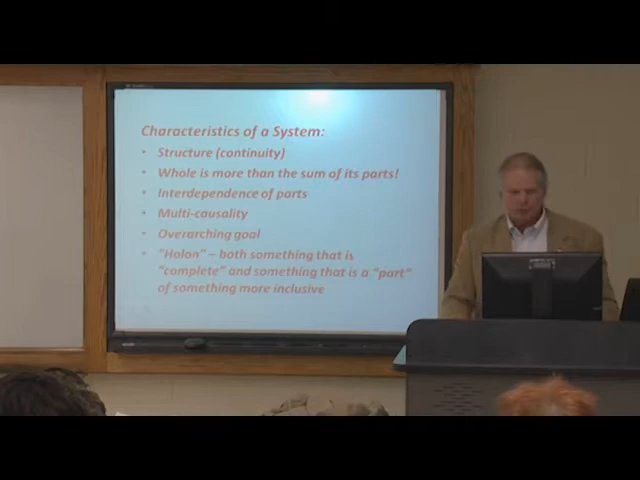 Characteristics of a System:
• Structure (continuity)
• Whole is more than the sum of its parts!
• Interdependence of parts
• Multi-causality
• Overarching goal
• "Holon" – both something that is
"complete" and something that is a "part"
of something more inclusive